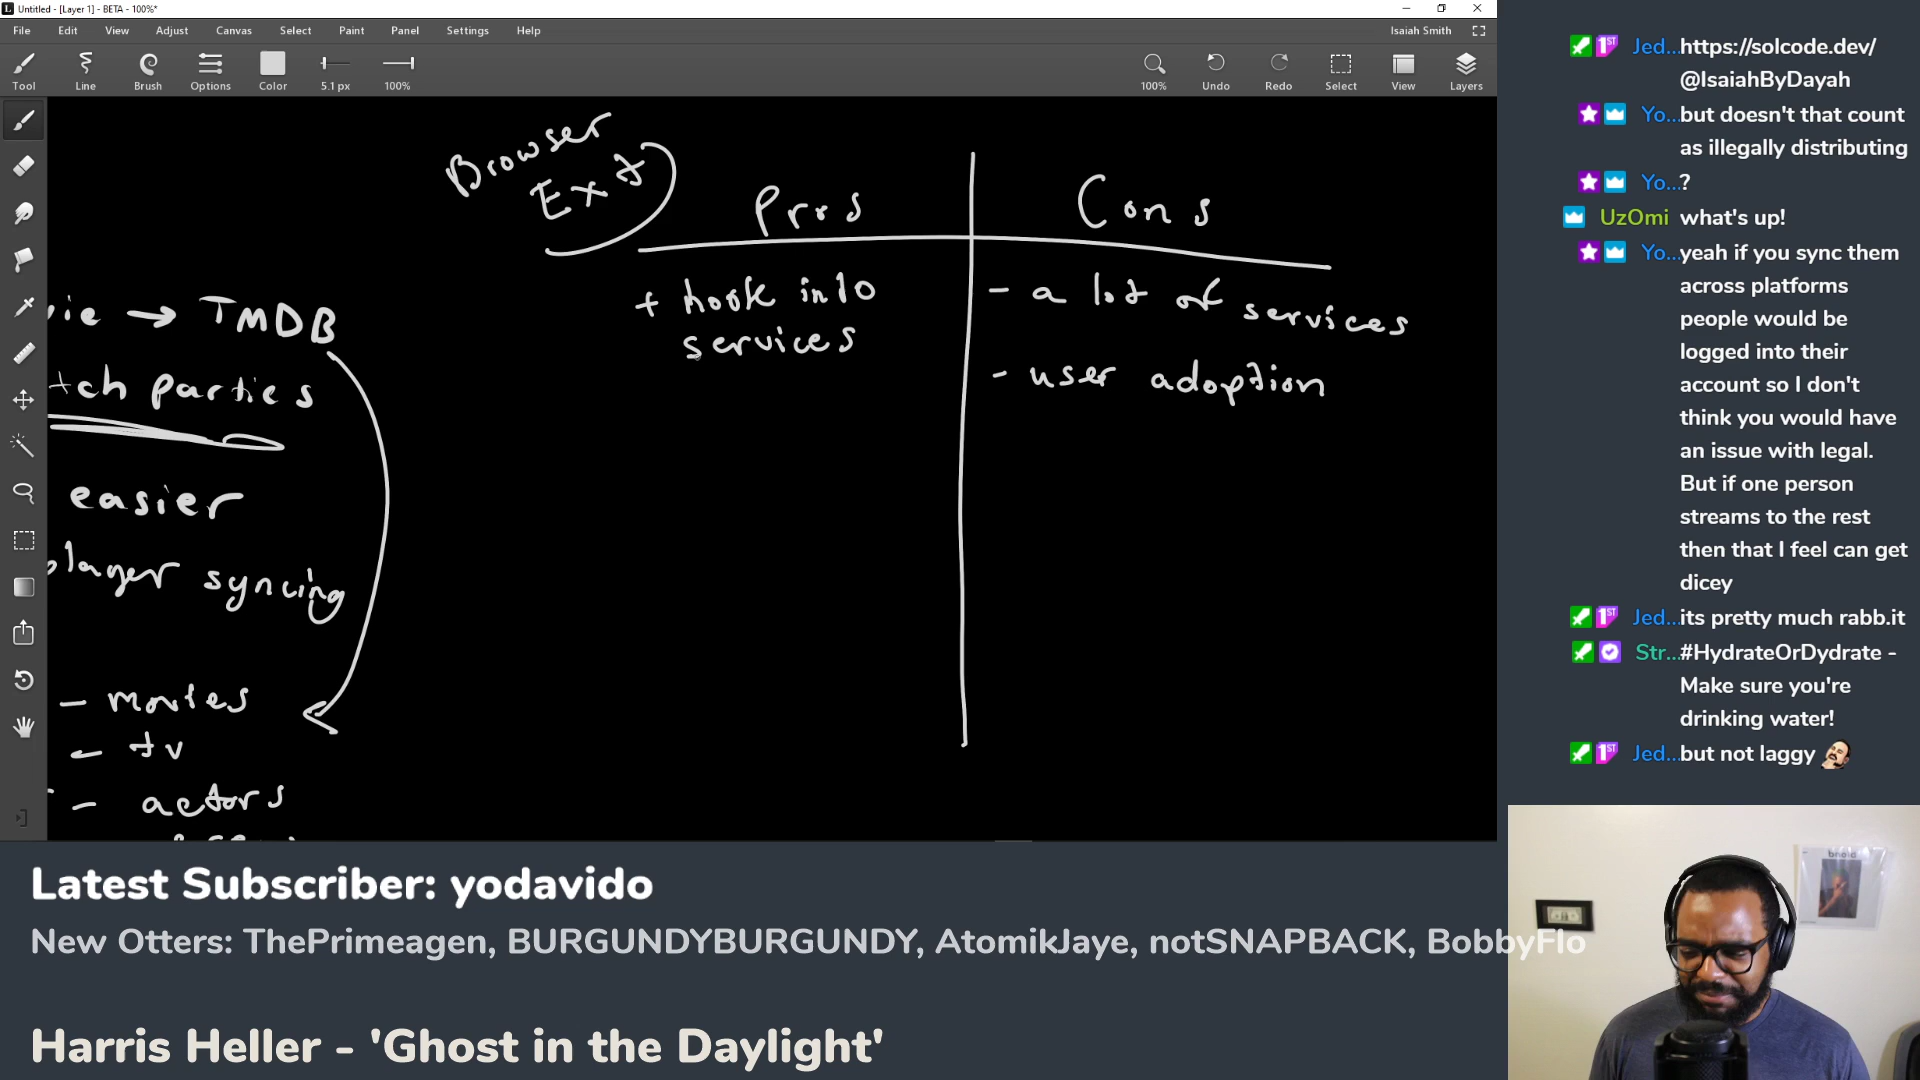 Untitled - [Layer 1] - BETA - 100%*
File Edit View Adjust Canvas Select Paint Panel Settings Help
Isaiah Smith
Tool Line Brush Options Color 5.1 px 100%
100% Undo Redo Select View Layers
Browser
Ext
Pros
Cons
+ hook into
services
- a lot of services
- user adoption
ie → TMDB
tch parties
easier
layer syncing
- movies
- tv
- actors
Jed...https://solcode.dev/
@IsaiahByDayah
Yo...but doesn't that count
as illegally distributing
Yo...?
UzOmi what's up!
Yo...yeah if you sync them
across platforms
people would be
logged into their
account so I don't
think you would have
an issue with legal.
But if one person
streams to the rest
then that I feel can get
dicey
Jed...its pretty much rabb.it
Str...#HydrateOrDydrate -
Make sure you're
drinking water!
Jed...but not laggy
Latest Subscriber: yodavido
New Otters: ThePrimeagen, BURGUNDYBURGUNDY, AtomikJaye, notSNAPBACK, BobbyFlo
Harris Heller - 'Ghost in the Daylight'